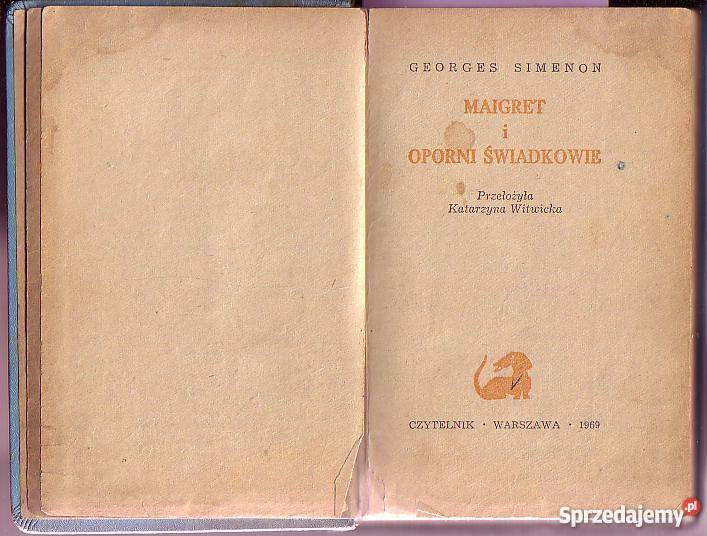 GEORGES SIMENON
MAIGRET
i
OPORNI ŚWIADKOWIE
Przełożyła
Katarzyna Witwicka
CZYTELNIK • WARSZAWA • 1969
Sprzedajemy.pl